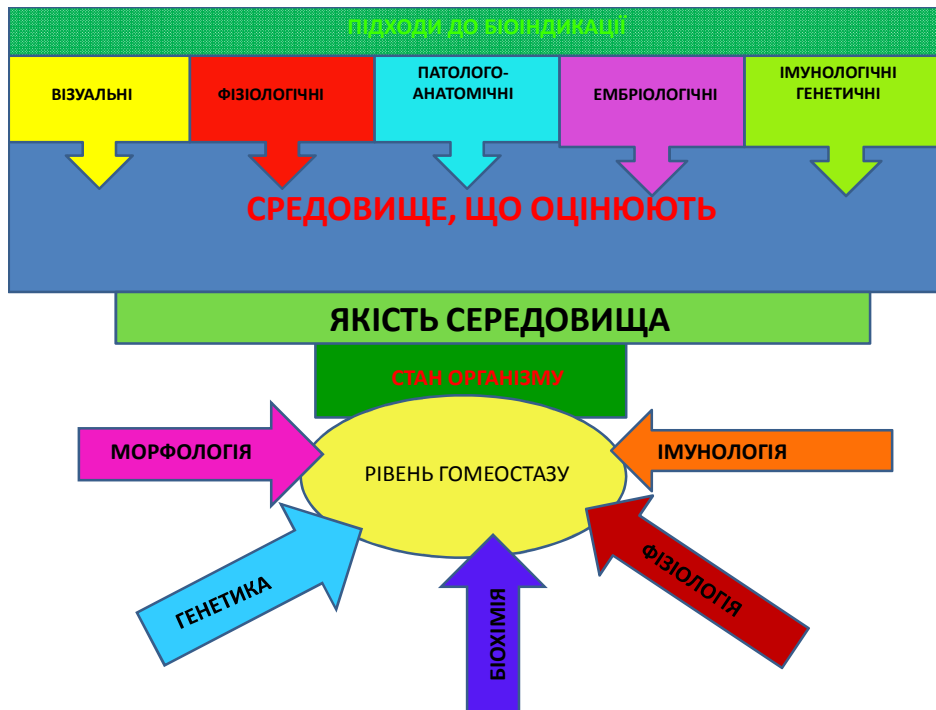 ПІДХОДИ ДО БІОІНДИКАЦІЇ
ВІЗУАЛЬНІ
ФІЗІОЛОГІЧНІ
ПАТОЛОГО-
АНАТОМІЧНІ
ЕМБРІОЛОГІЧНІ
ІМУНОЛОГІЧНІ
ГЕНЕТИЧНІ
СРЕДОВИЩЕ, ЩО ОЦІНЮЮТЬ
ЯКІСТЬ СЕРЕДОВИЩА
СТАН ОРГАНІЗМУ
МОРФОЛОГІЯ
РІВЕНЬ ГОМЕОСТАЗУ
ІМУНОЛОГІЯ
ГЕНЕТИКА
БІОХІМІЯ
ФІЗІОЛОГІЯ